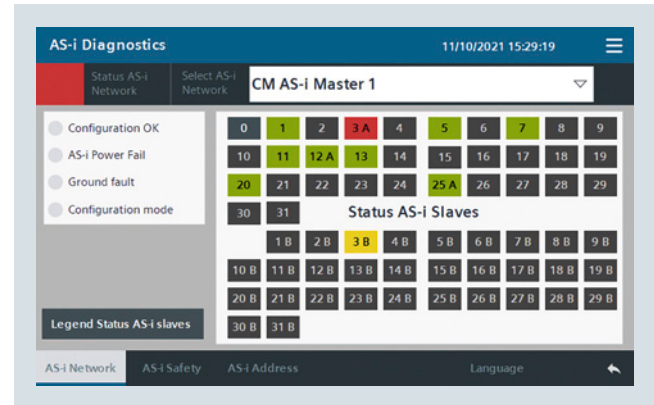 AS-i Diagnostics 11/10/2021 15:29:19
Status AS-i Network
Select AS-i Network
CM AS-i Master 1
Configuration OK
AS-i Power Fail
Ground fault
Configuration mode
Legend Status AS-i slaves
0 1 2 3 A 4 5 6 7 8 9
10 11 12 A 13 14 15 16 17 18 19
20 21 22 23 24 25 A 26 27 28 29
30 31 Status AS-i Slaves
1 B 2 B 3 B 4 B 5 B 6 B 7 B 8 B 9 B
10 B 11 B 12 B 13 B 14 B 15 B 16 B 17 B 18 B 19 B
20 B 21 B 22 B 23 B 24 B 25 B 26 B 27 B 28 B 29 B
30 B 31 B
AS-i Network AS-i Safety AS-i Address Language